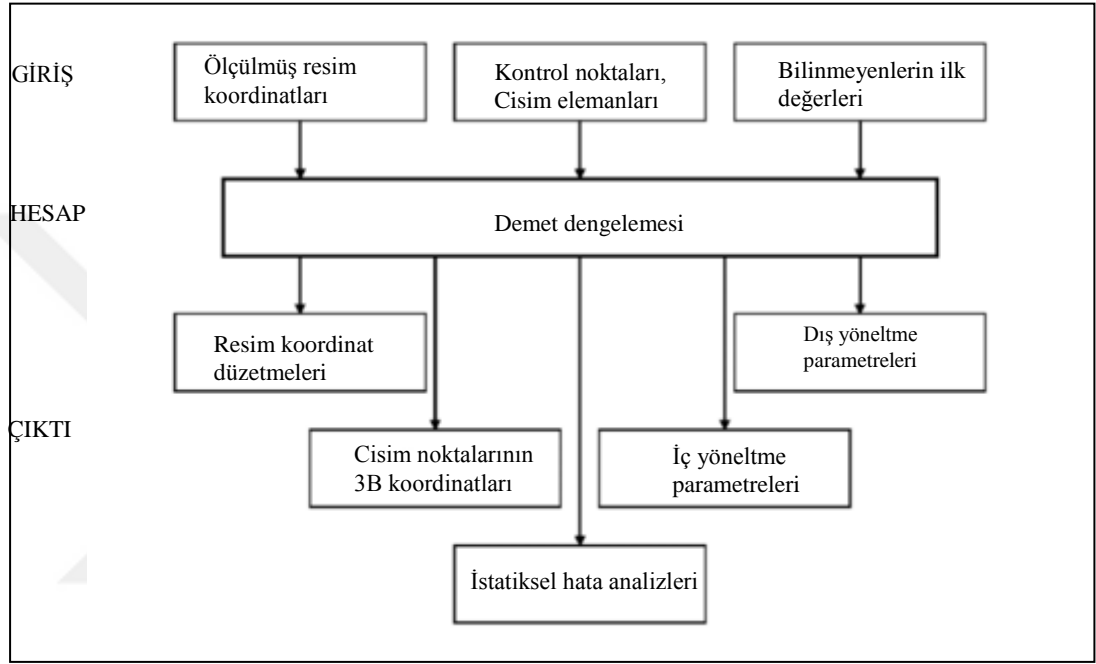 GİRİŞ
Ölçülmüş resim
koordinatları
Kontrol noktaları,
Cisim elemanları
Bilinmeyenlerin ilk
değerleri
HESAP
Demet dengelemesi
Resim koordinat
düzetmeleri
Dış yöneltme
parametreleri
ÇIKTI
Cisim noktalarının
3B koordinatları
İç yöneltme
parametreleri
İstatiksel hata analizleri